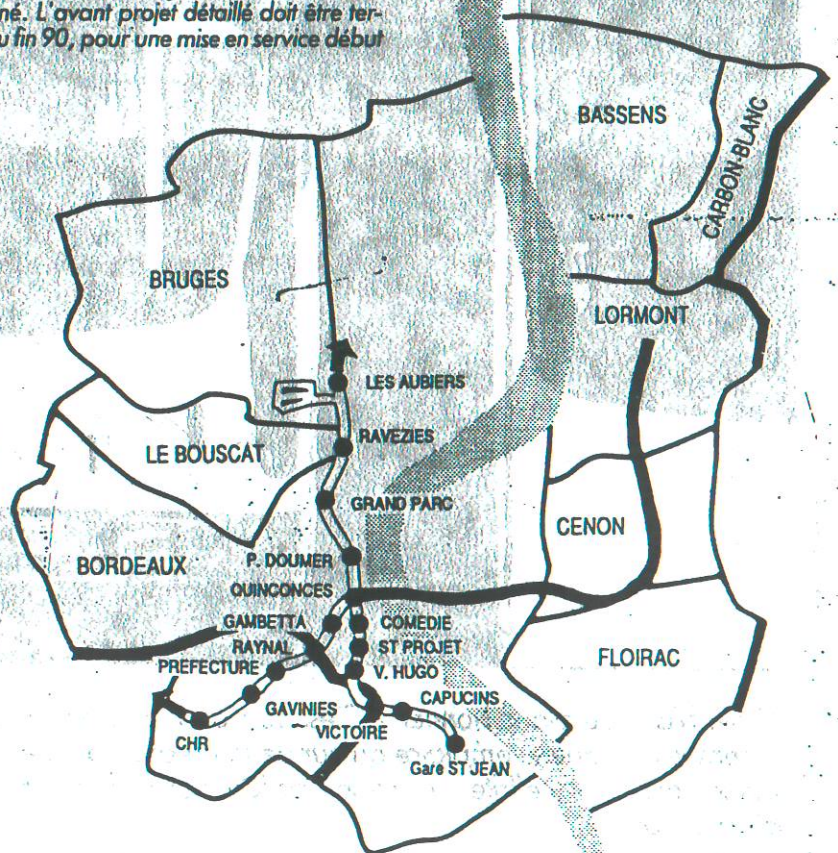 né. L'avant projet détaillé doit être ter-
u fin 90, pour une mise en service début
BASSENS
CARBON-BLANC
BRUGES
LORMONT
LES AUBIERS
RAVEZIES
LE BOUSCAT
GRAND PARC
CENON
P. DOUMER
BORDEAUX
QUINCONCES
GAMBETTA
COMEDIE
RAYNAL
ST PROJET
FLOIRAC
PREFECTURE
V. HUGO
CAPUCINS
GAVINIES
VICTOIRE
CHR
Gare ST JEAN